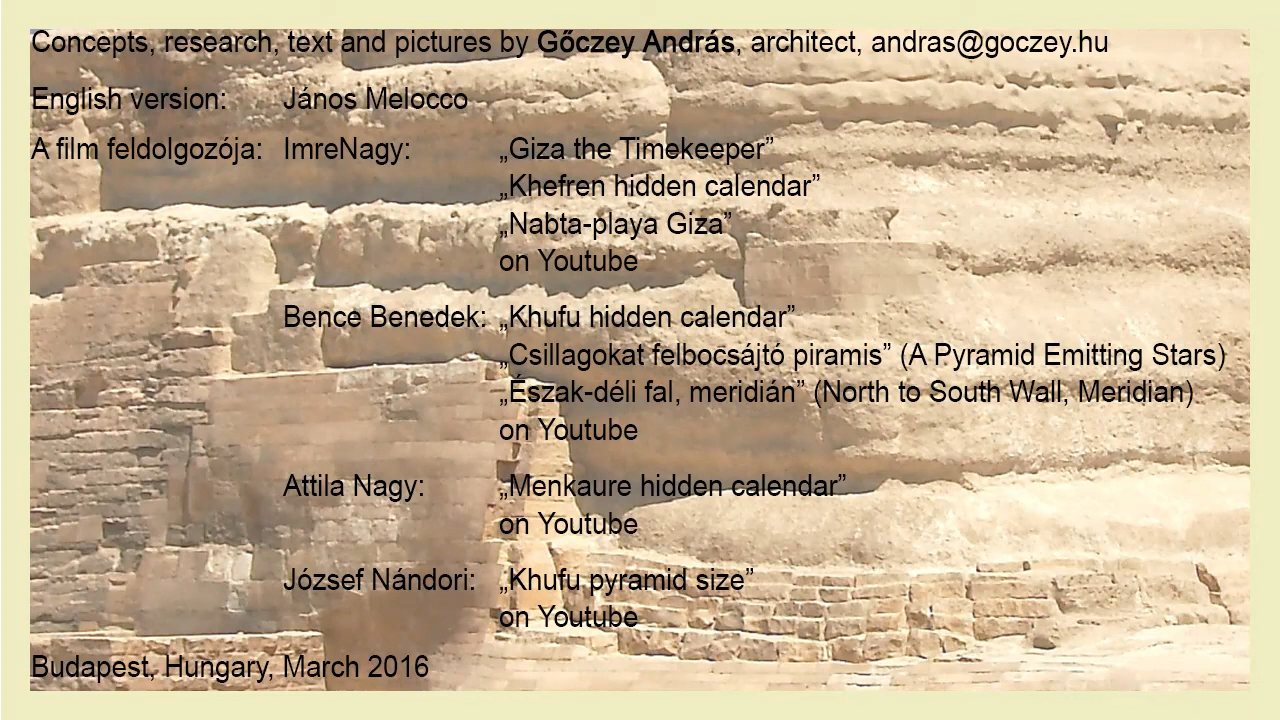 Concepts, research, text and pictures by Gőczey András, architect, andras@goczey.hu
English version: János Melocco
A film feldolgozója: ImreNagy: „Giza the Timekeeper”
„Khefren hidden calendar”
„Nabta-playa Giza”
on Youtube
Bence Benedek: „Khufu hidden calendar”
„Csillagokat felbocsájtó piramis” (A Pyramid Emitting Stars)
„Észak-déli fal, meridián” (North to South Wall, Meridian)
on Youtube
Attila Nagy: „Menkaure hidden calendar”
on Youtube
József Nándori: „Khufu pyramid size”
on Youtube
Budapest, Hungary, March 2016